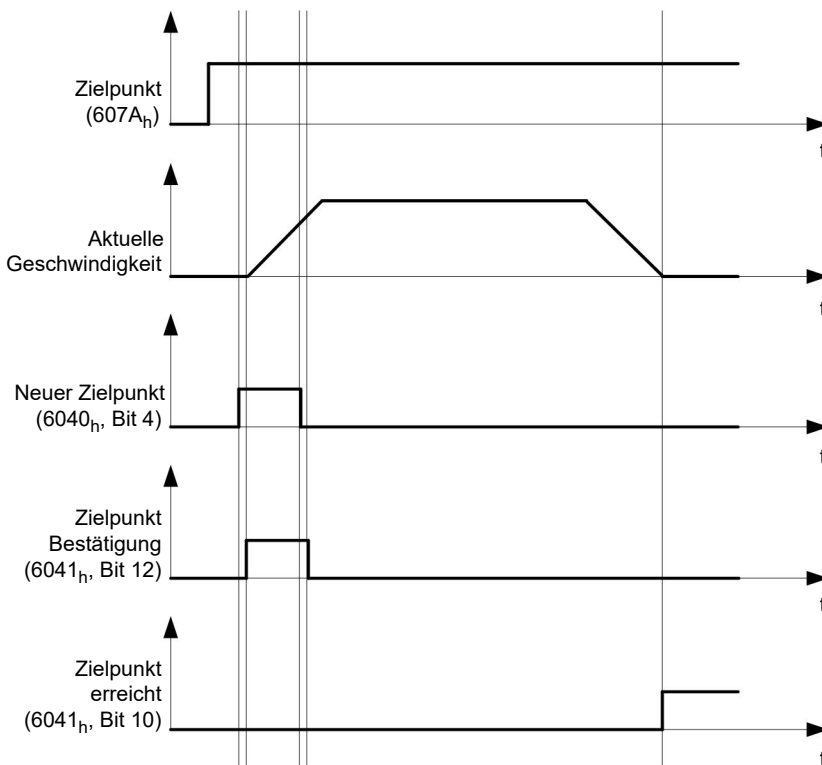 Zielpunkt
(607Ah)
t
Aktuelle
Geschwindigkeit
t
Neuer Zielpunkt
(6040h, Bit 4)
t
Zielpunkt
Bestätigung
(6041h, Bit 12)
t
Zielpunkt
erreicht
(6041h, Bit 10)
t